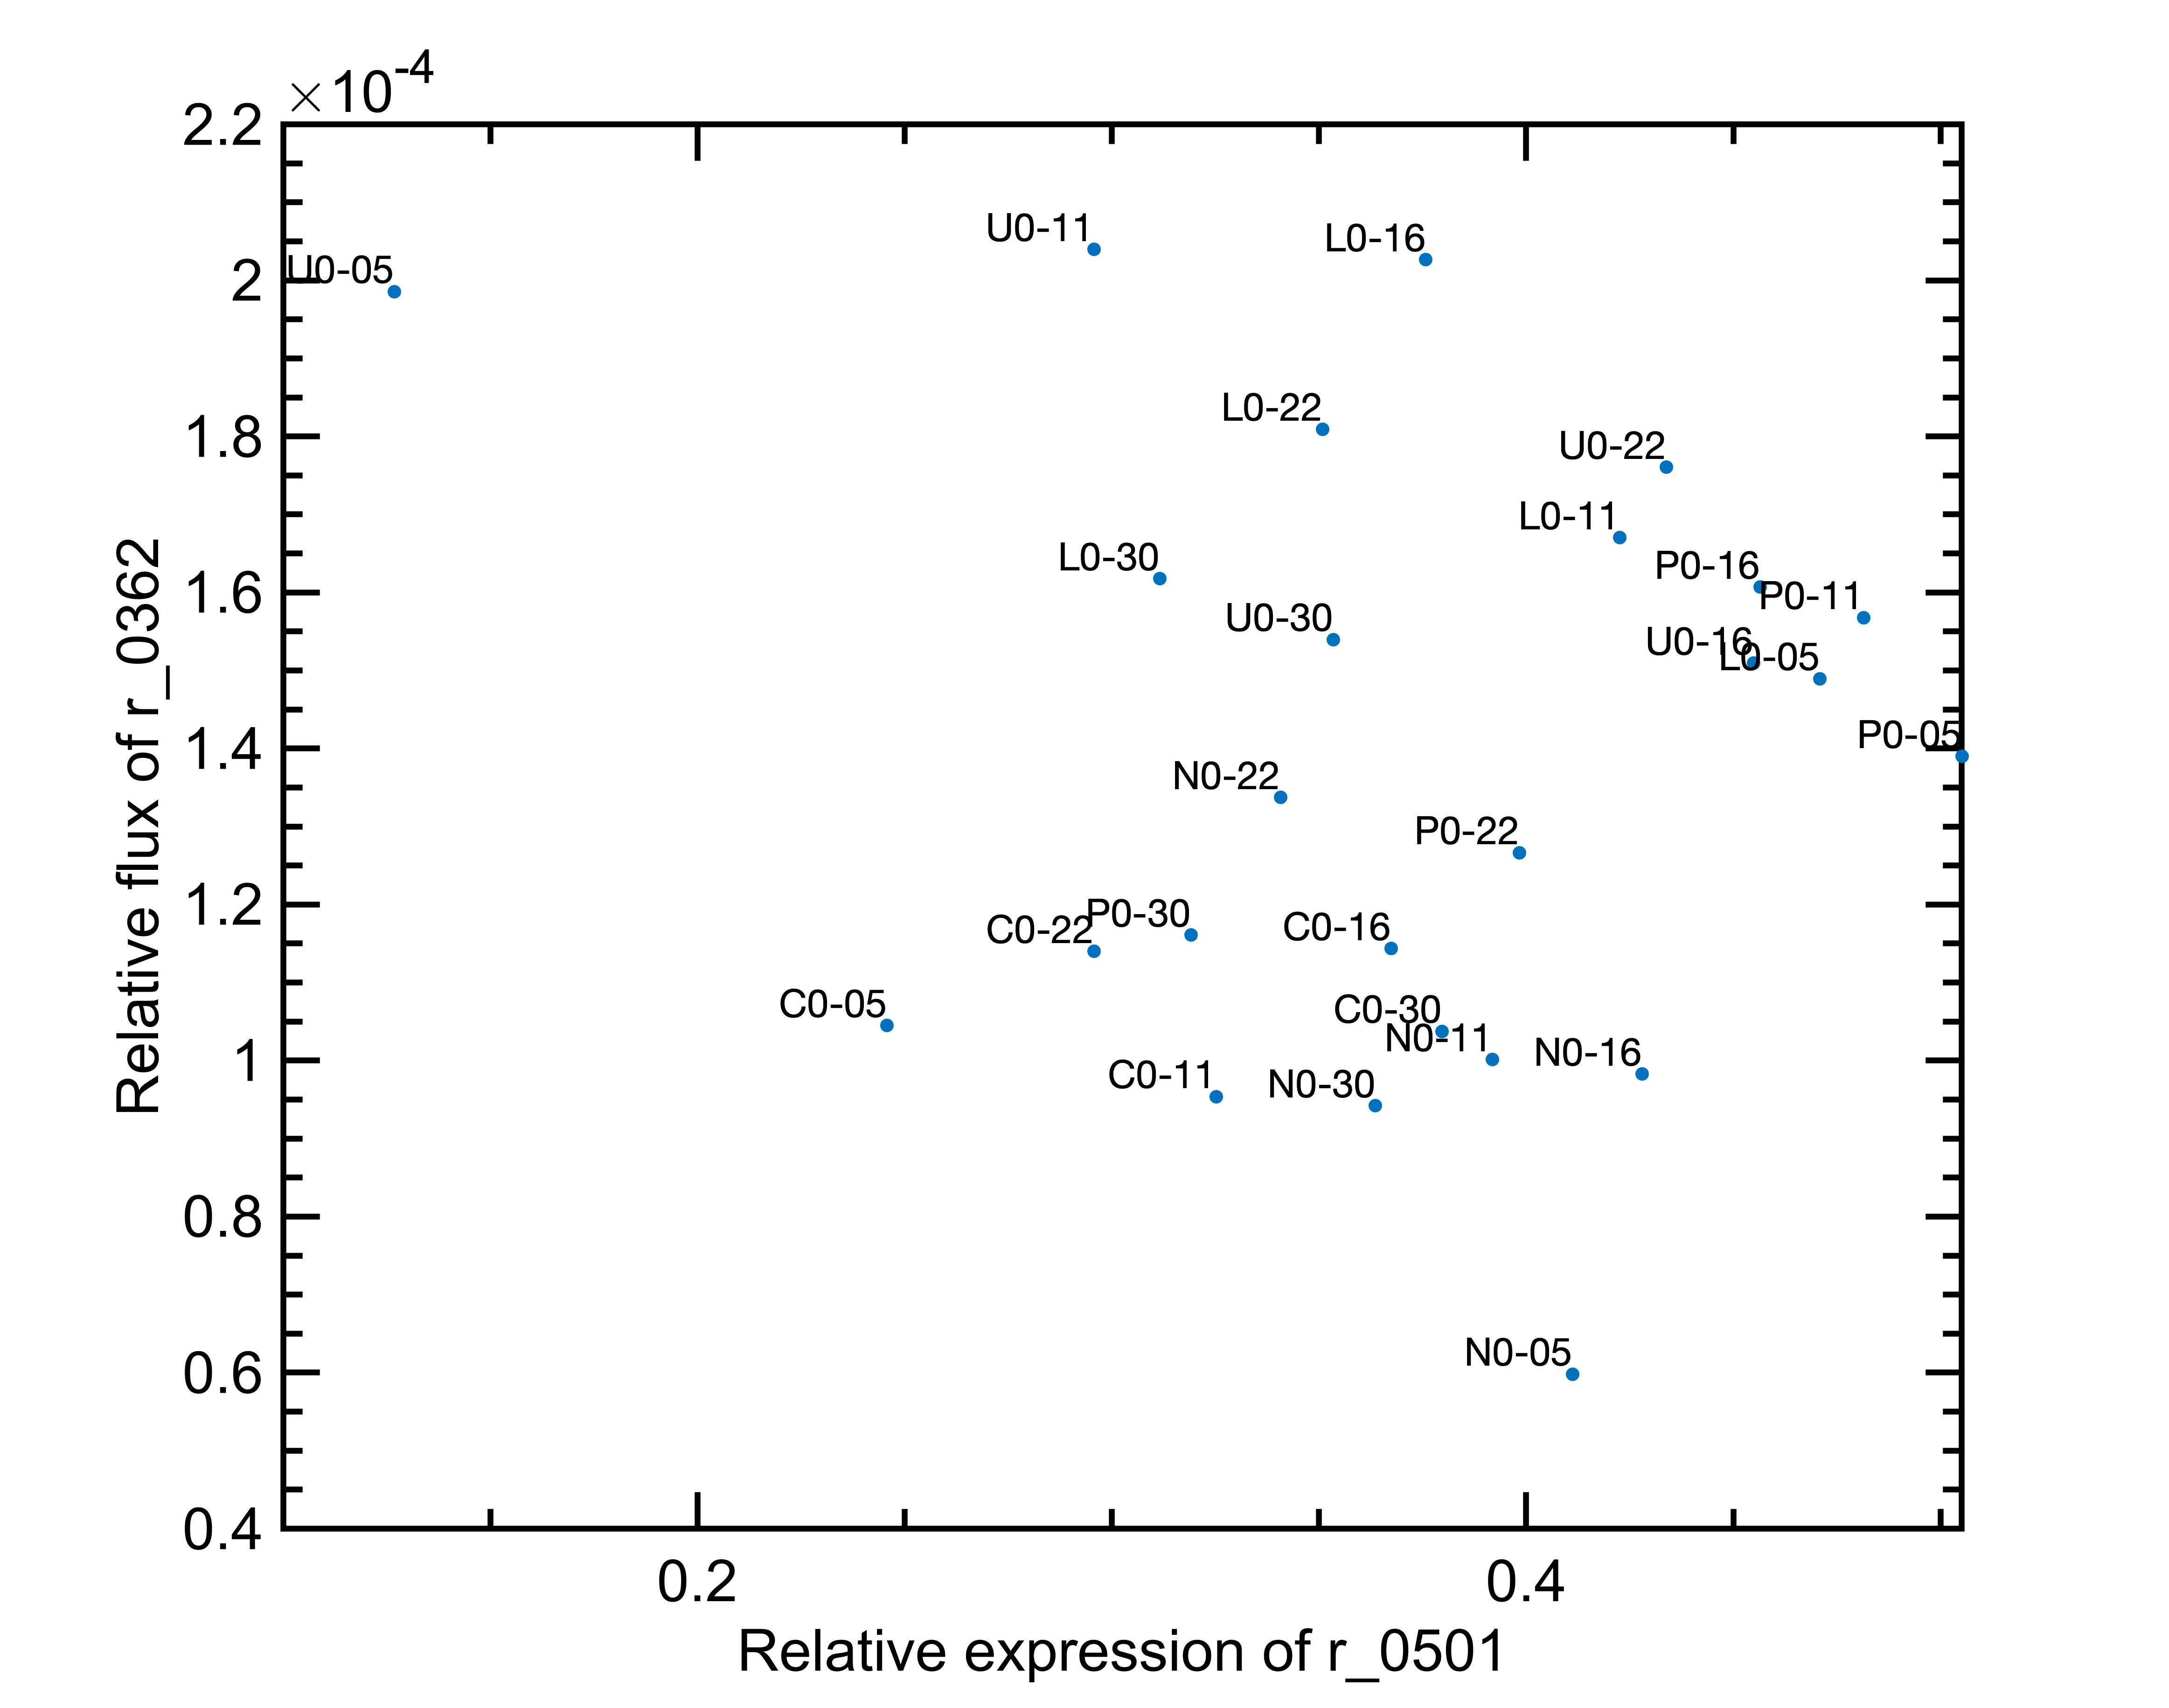 ×10-4
2.2
U0-11
L0-16
U0-05
2
L0-22
1.8
U0-22
L0-11
P0-16
L0-30
P0-11
1.6
U0-30
U0-16
L0-05
P0-05
1.4
N0-22
P0-22
1.2
P0-30
C0-16
C0-22
C0-05
C0-30
N0-11
N0-16
1
C0-11
N0-30
0.8
N0-05
0.6
0.4
0.2
0.4
Relative expression of r_0501
Relative flux of r_0362